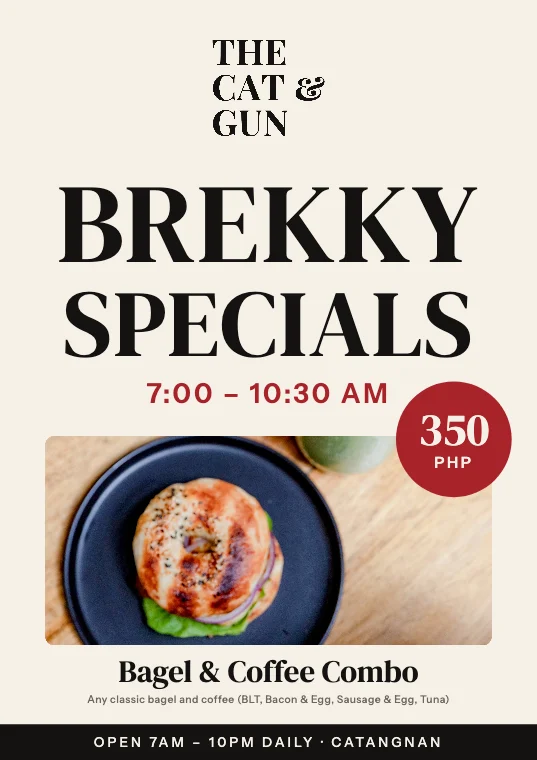 THE
CAT &
GUN
BREKKY
SPECIALS
7:00 – 10:30 AM
350
PHP
Bagel & Coffee Combo
Any classic bagel and coffee (BLT, Bacon & Egg, Sausage & Egg, Tuna)
OPEN 7AM – 10PM DAILY · CATANGNAN